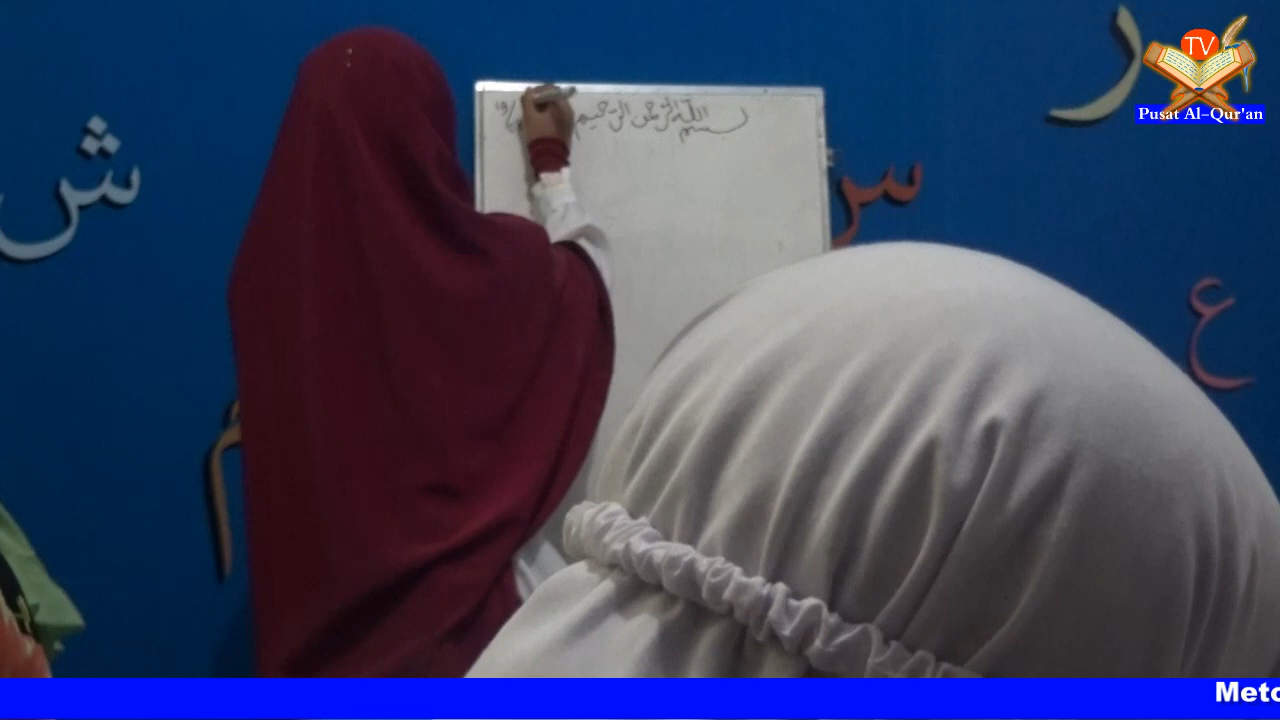 TV
Pusat Al-Qur'an
بسم الله الرحمن الرحيم
ر
ش
س
ع
م
Meto